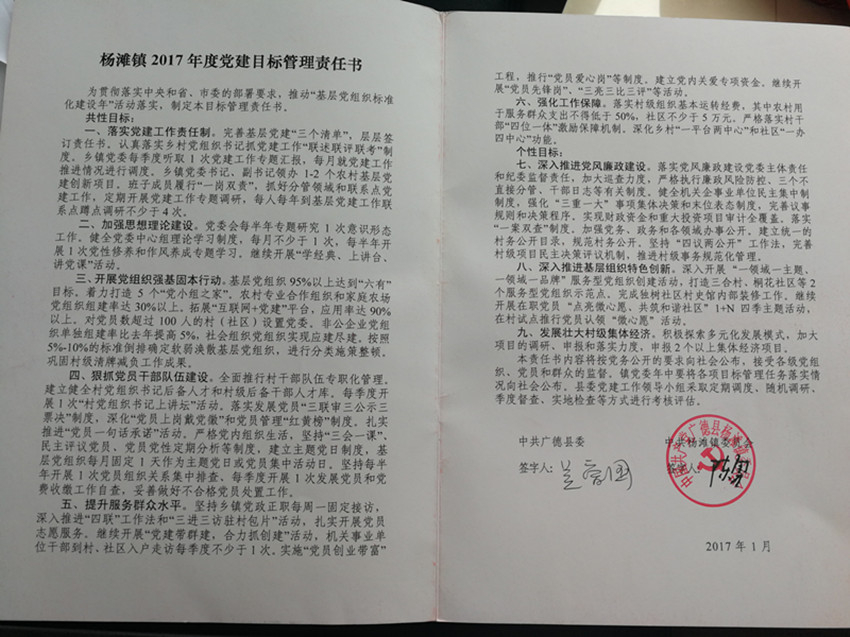 杨滩镇 2017 年度党建目标管理责任书
为贯彻落实中央和省、市委的部署要求，推动“基层党组织标准
化建设年”活动落实，制定本目标管理责任书。
共性目标：
一、落实党建工作责任制。完善基层党建“三个清单”，层层签
订责任书。认真落实乡村党组织书记抓党建工作“联述联评联考”制
度。乡镇党委每季度听取 1 次党建工作专题汇报，每月就党建工作
推进情况进行调度。乡镇党委书记、副书记领办 1-2 个农村基层党
建创新项目。班子成员履行“一岗双责”，抓好分管领域和联系点党
建工作，定期开展党建工作专题调研，每人每年到基层党建工作联
系点蹲点调研不少于 4 次。
二、加强思想理论建设。党委会每半年专题研究 1 次意识形态
工作。健全党委中心组理论学习制度，每月不少于 1 次，每半年开
展 1 次党性修养和作风养成专题学习。继续开展“学经典、上讲台、
讲党课”活动。
三、开展党组织强基固本行动。基层党组织 95%以上达到“六有”
目标，着力打造 5 个“党小组之家”。农村专业合作组织和家庭农场
党组织组建率达 30%以上。拓展“互联网+党建”平台，应用率达 90%
以上。对党员数超过 100 人的村（社区）设置党委。非公企业党组
织单独组建率比去年提高 5%，社会组织党组织实现应建尽建。按照
5%-10%的标准倒排确定软弱涣散基层党组织，进行分类施策整顿。
巩固村级清牌减负工作成果。
四、狠抓党员干部队伍建设。全面推行村干部队伍专职化管理。
建立健全村党组织书记后备人才和村级后备干部人才库。每季度开
展 1 次“村党组织书记上讲坛”活动。落实发展党员“三联审三公示三
票决”制度，深化“党员上岗戴党徽”和党员管理“红黄榜”制度。扎实
推进“党员一句话承诺”活动。严格党内组织生活，坚持“三会一课”、
民主评议党员、党员党性定期分析等制度，建立主题党日制度，基
层党组织每月固定 1 天作为主题党日或党员集中活动日。坚持每半
年开展 1 次党员组织关系集中排查、每季度开展 1 次发展党员和党
费收缴工作自查，妥善做好不合格党员处置工作。
五、提升服务群众水平。坚持乡镇党政正职每周一固定接访，
深入推进“四联”工作法和“三进三访驻村包片”活动，扎实开展党员
志愿服务。继续开展“党建带群建，合力抓创建”活动，机关事业单
位干部到村、社区入户走访每季度不少于 1 次。实施“党员创业带富”
工程，推行“党员爱心岗”等制度。建立党内关爱专项资金。继续开
展“党员先锋岗”、“三亮三比三评”等活动。
六、强化工作保障。落实村级组织基本运转经费，其中农村用
于服务群众支出不得低于 50%，社区不少于 5 万元。严格落实村干
部“四位一体”激励保障机制。深化乡村“一平台两中心”和社区“一办
四中心”功能。
个性目标：
七、深入推进党风廉政建设。落实党风廉政建设党委主体责任
和纪委监督责任，加大巡查力度，严格执行廉政风险防控、三个不
直接分管、干部日志等有关制度。健全机关企事业单位民主集中制
制度，强化“三重一大”事项集体决策和末位表态制度，完善议事
规则和决策程序。实现财政资金和重大投资项目审计全覆盖。落实
“一案双查”制度。加强党务、政务和各领域办事公开。建立统一的
村务公开目录，规范村务公开。坚持“四议两公开”工作法，完善
村级项目民主决策评议机制，推进村级事务规范化管理。
八、深入推进基层组织特色创新。深入开展“一领域一主题、
一领域一品牌”服务型党组织创建活动，打造三合村、桐花社区等 2
个服务型党组织示范点。完成独树社区村史馆内部装修工作。继续
开展在职党员“点亮微心愿、共筑和谐社区”1+N 四季主题活动，
在村试点推行党员认领“微心愿”活动。
九、发展壮大村级集体经济。积极探索多元化发展模式，加大
项目的调研、申报和落实力度，申报 2 个以上集体经济项目。
本责任书内容将按党务公开的要求向社会公布，接受各级党组
织、党员和群众的监督。镇党委年中要将各项目标管理任务落实情
况向社会公布。县委党建工作领导小组采取定期调度、随机调研、
季度督查、实地检查等方式进行考核评估。
中共广德县委 中共杨滩镇委员会
签字人： 签字人：
中国共产党广德县杨滩镇委员会
2017 年 1 月